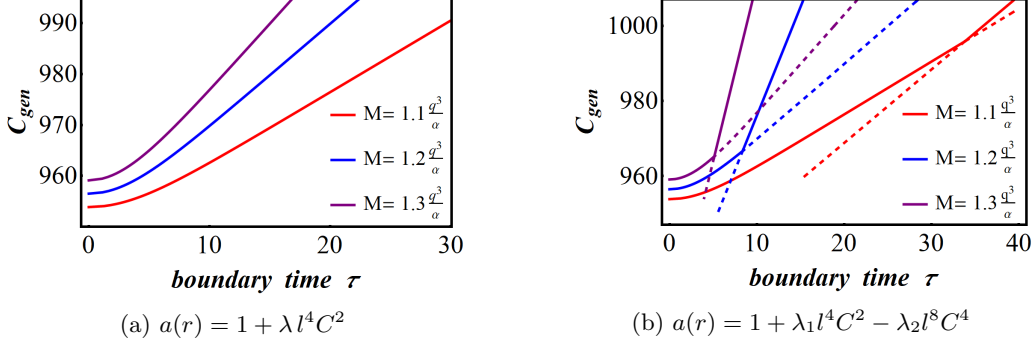 990
980
970
960
C_gen
M= 1.1 q³/α
M= 1.2 q³/α
M= 1.3 q³/α
0 10 20 30
boundary time τ
(a) a(r) = 1 + λ l⁴C²
1000
980
960
C_gen
M= 1.1 q³/α
M= 1.2 q³/α
M= 1.3 q³/α
0 10 20 30 40
boundary time τ
(b) a(r) = 1 + λ₁l⁴C² − λ₂l⁸C⁴